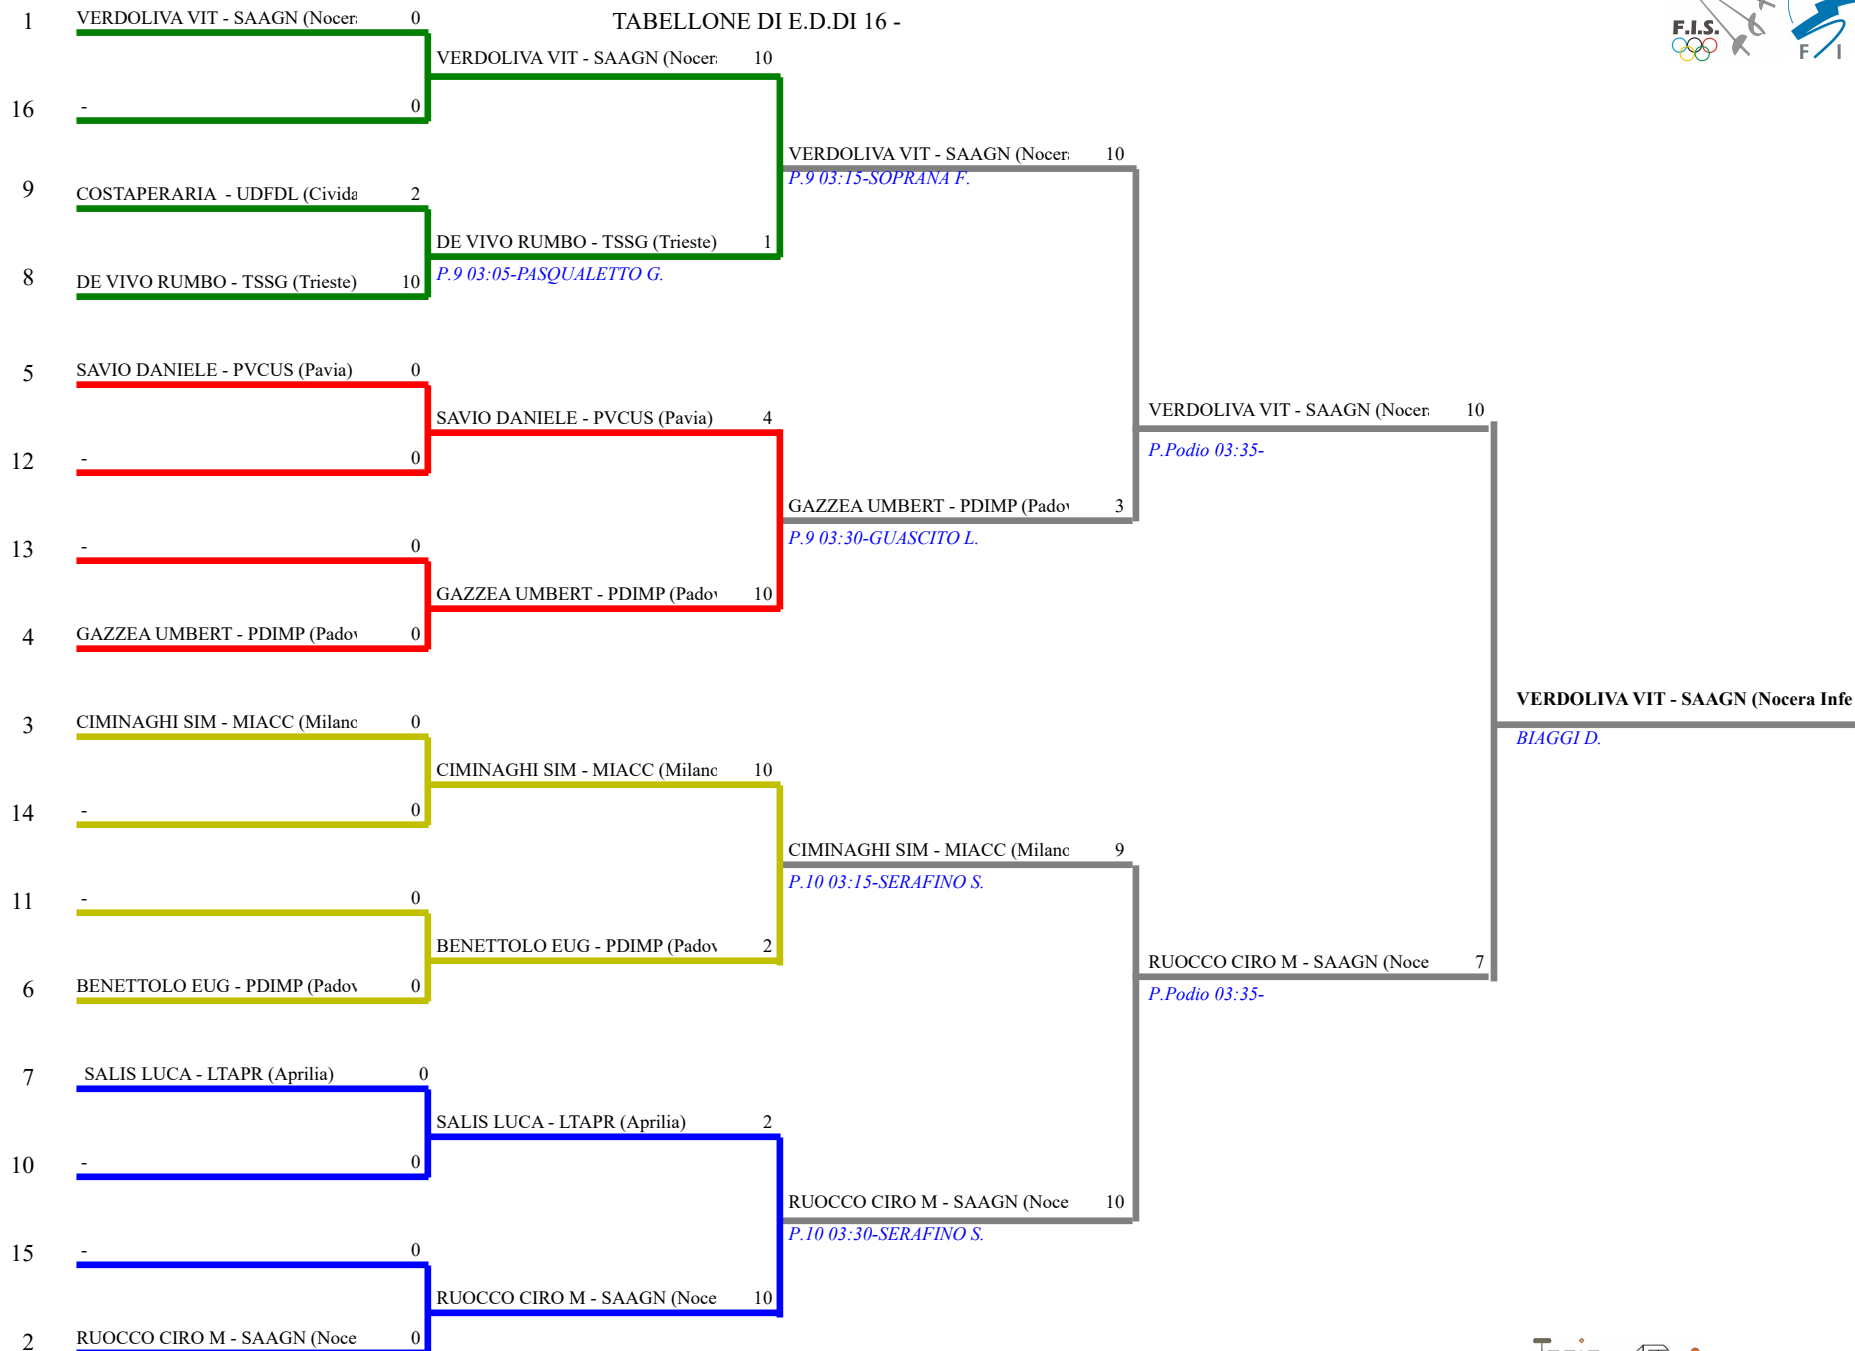 TABELLONE DI E.D.DI 16 -
F.I.S.
F I
1 VERDOLIVA VIT - SAAGN (Nocera 0
VERDOLIVA VIT - SAAGN (Nocera 10
16 - 0
VERDOLIVA VIT - SAAGN (Nocera 10
P.9 03:15-SOPRANA F.
9 COSTAPERARIA - UDFDL (Civida 2
DE VIVO RUMBO - TSSG (Trieste) 1
P.9 03:05-PASQUALETTO G.
8 DE VIVO RUMBO - TSSG (Trieste) 10
5 SAVIO DANIELE - PVCUS (Pavia) 0
SAVIO DANIELE - PVCUS (Pavia) 4
VERDOLIVA VIT - SAAGN (Nocera 10
P.Podio 03:35-
12 - 0
GAZZEA UMBERT - PDIMP (Padov 3
P.9 03:30-GUASCITO L.
13 - 0
GAZZEA UMBERT - PDIMP (Padov 10
4 GAZZEA UMBERT - PDIMP (Padov 0
VERDOLIVA VIT - SAAGN (Nocera Infe
BIAGGI D.
3 CIMINAGHI SIM - MIACC (Milano 0
CIMINAGHI SIM - MIACC (Milano 10
14 - 0
CIMINAGHI SIM - MIACC (Milano 9
P.10 03:15-SERAFINO S.
11 - 0
BENETTOLO EUG - PDIMP (Padov 2
RUOCCO CIRO M - SAAGN (Noce 7
P.Podio 03:35-
6 BENETTOLO EUG - PDIMP (Padov 0
7 SALIS LUCA - LTAPR (Aprilia) 0
SALIS LUCA - LTAPR (Aprilia) 2
10 - 0
RUOCCO CIRO M - SAAGN (Noce 10
P.10 03:30-SERAFINO S.
15 - 0
RUOCCO CIRO M - SAAGN (Noce 10
2 RUOCCO CIRO M - SAAGN (Noce 0